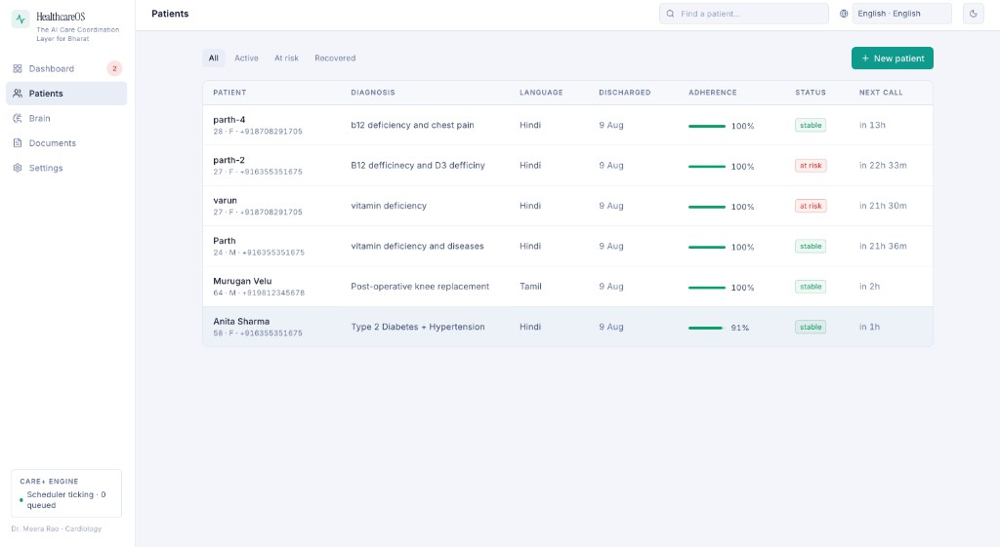 HealthcareOS
The AI Care Coordination
Layer for Bharat
Dashboard 2
Patients
Brain
Documents
Settings
CARE+ ENGINE
Scheduler ticking · 0
queued
Dr. Meera Rao · Cardiology
Patients
Find a patient...
English · English
All Active At risk Recovered
+ New patient
PATIENT DIAGNOSIS LANGUAGE DISCHARGED ADHERENCE STATUS NEXT CALL
parth-4
28 · F · +918708291705
b12 deficiency and chest pain Hindi 9 Aug 100% stable in 13h
parth-2
27 · F · +916355351675
B12 defficinecy and D3 defficiny Hindi 9 Aug 100% at risk in 22h 33m
varun
27 · F · +918708291705
vitamin deficiency Hindi 9 Aug 100% at risk in 21h 30m
Parth
24 · M · +916355351675
vitamin deficiency and diseases Hindi 9 Aug 100% stable in 21h 36m
Murugan Velu
64 · M · +919812345678
Post-operative knee replacement Tamil 9 Aug 100% stable in 2h
Anita Sharma
58 · F · +916355351675
Type 2 Diabetes + Hypertension Hindi 9 Aug 91% stable in 1h